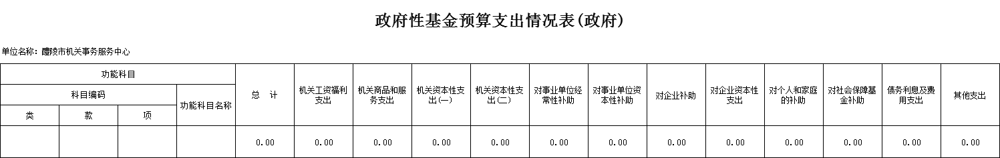 政府性基金预算支出情况表(政府)
单位名称: 醴陵市机关事务服务中心
功能科目
科目编码
功能科目名称
类
款
项
总 计
机关工资福利
支出
机关商品和服
务支出
机关资本性支
出(一)
机关资本性支
出(二)
对事业单位经
常性补助
对事业单位资
本性补助
对企业补助
对企业资本性
支出
对个人和家庭
的补助
对社会保障基
金补助
债务利息及费
用支出
其他支出
0.00 0.00 0.00 0.00 0.00 0.00 0.00 0.00 0.00 0.00 0.00 0.00 0.00